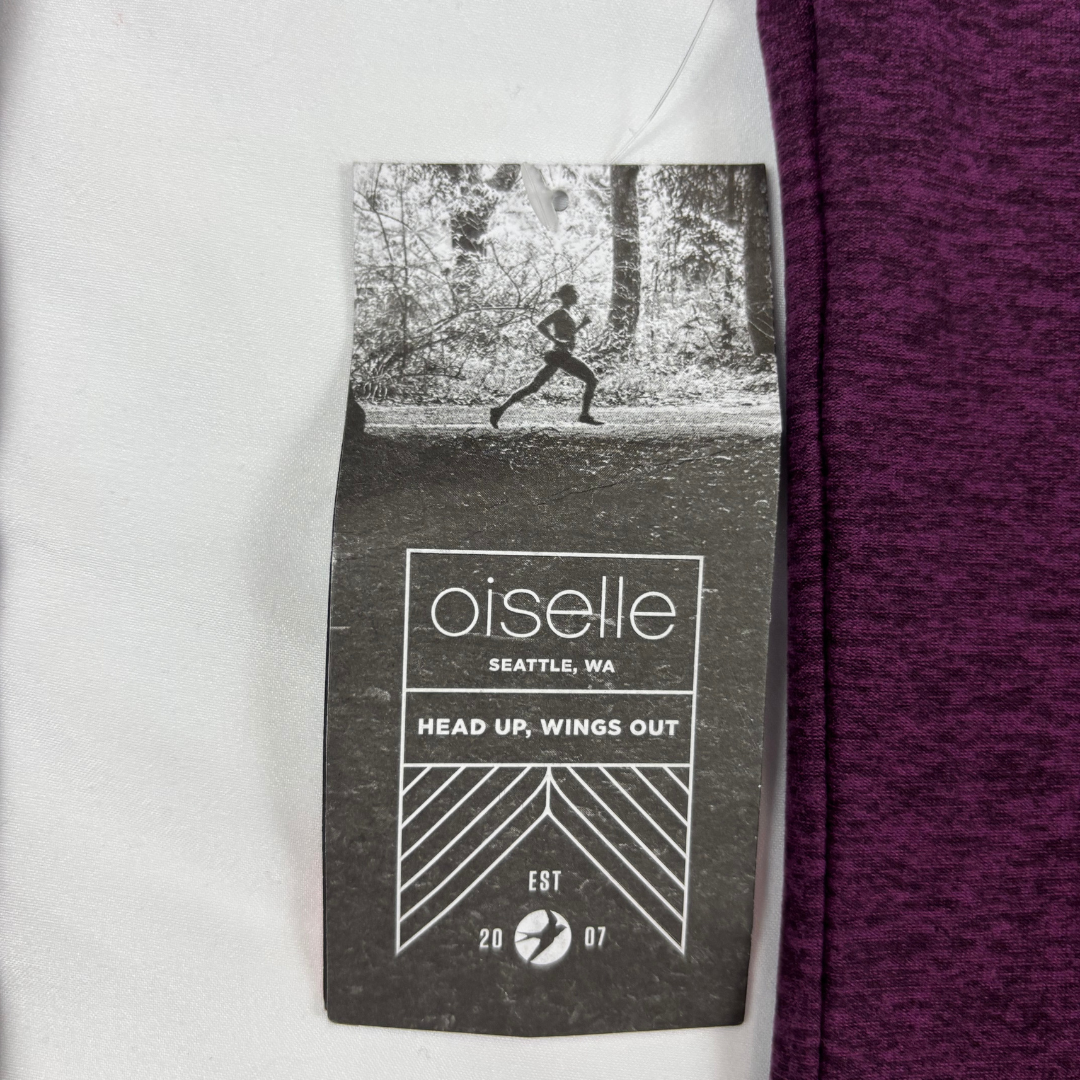 oiselle
SEATTLE, WA
HEAD UP, WINGS OUT
EST
20 07